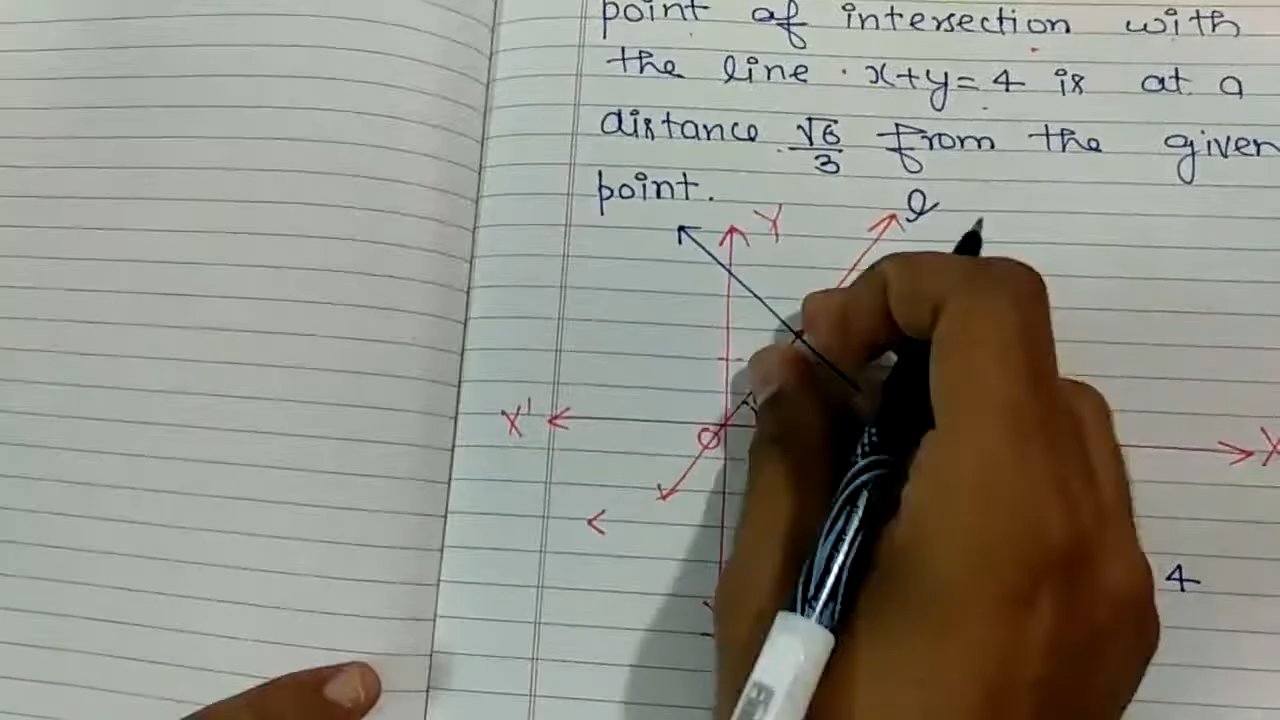 point of intersection with
the line x+y=4 is at a
distance √6/3 from the given
point.
l
Y
X'
X
O
4